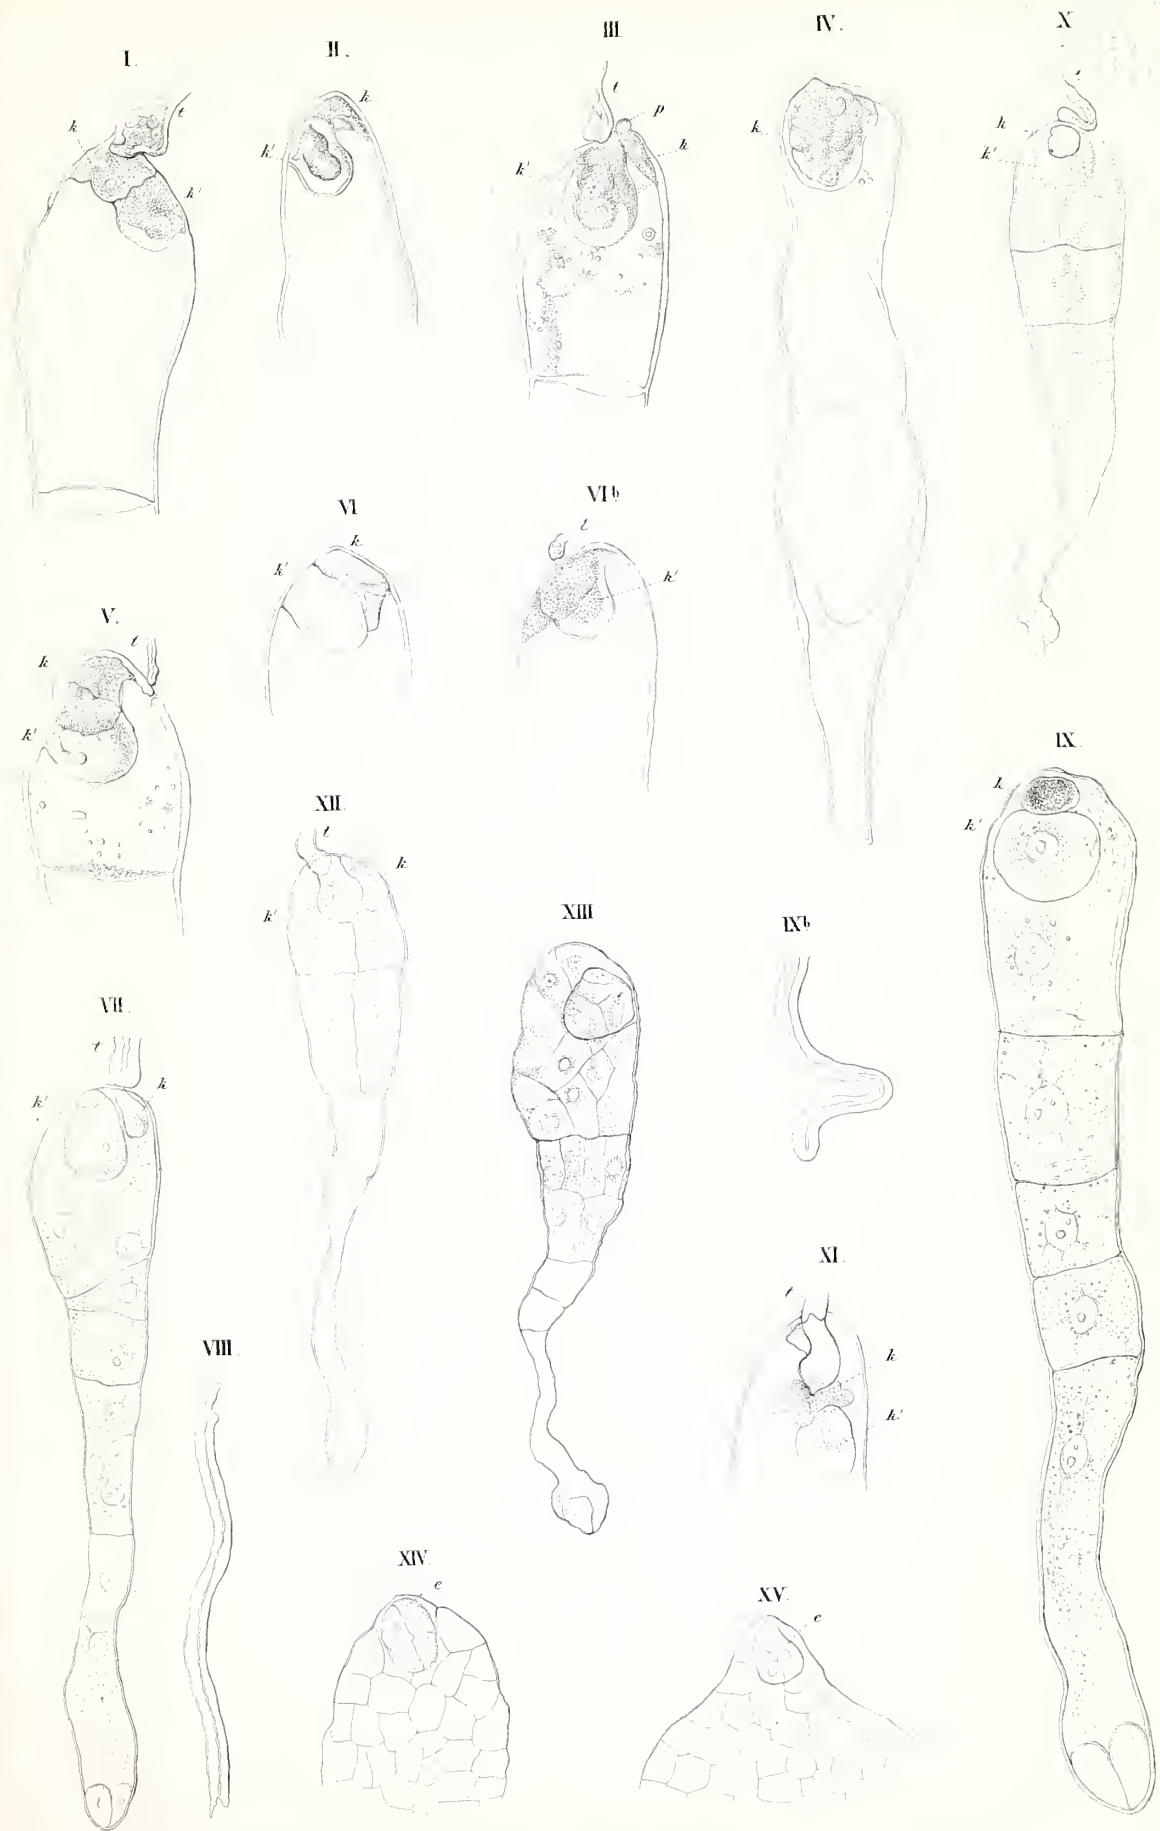 I.
k
t
k'
II.
k
k'
III
t
p
k
k'
IV.
k
X
k
k'
V.
t
k
k'
VI
k
k'
VI b
t
k'
IX.
k
k'
XII
t
k
k'
XIII
IX b
VII.
t
k
k'
VIII
XI.
t
k
k'
XIV.
e
XV.
e